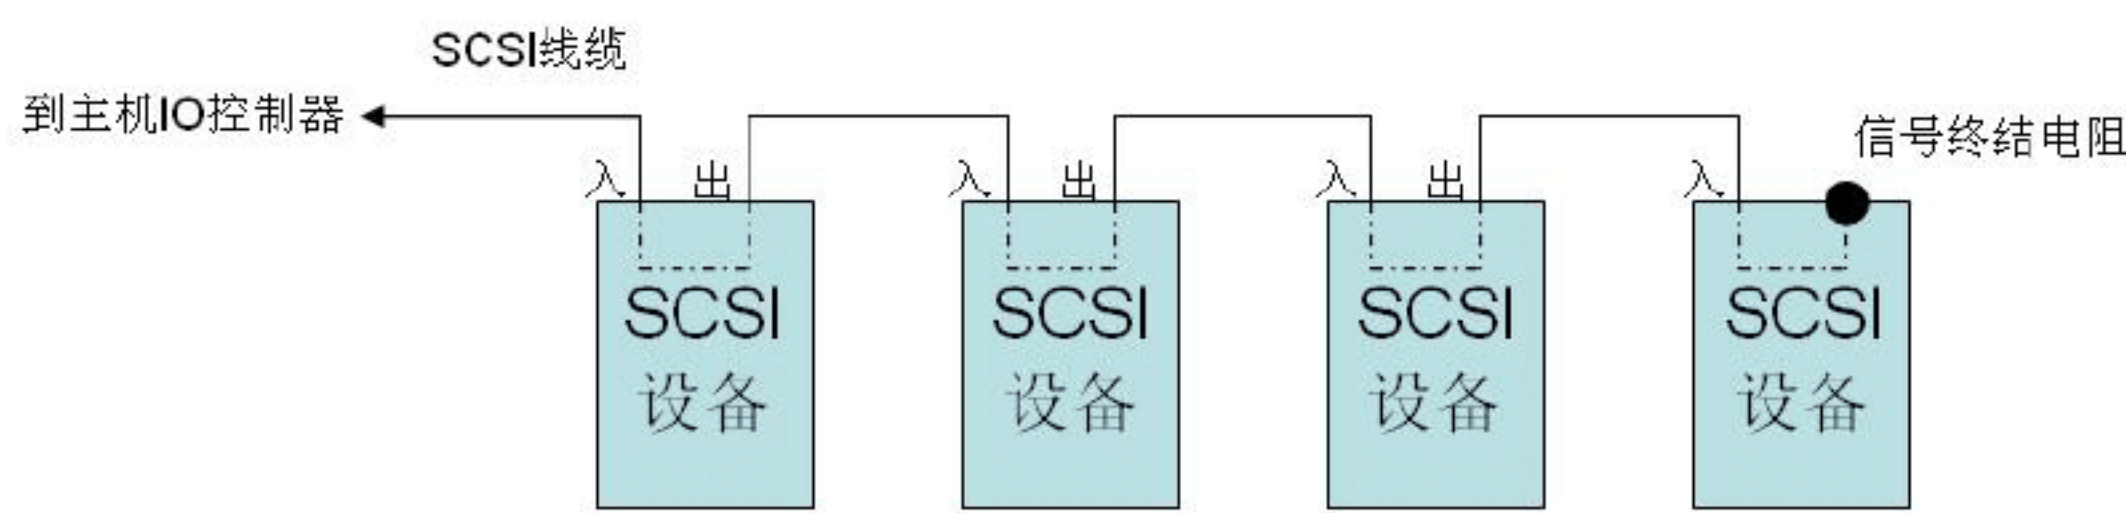 SCSI线缆
到主机IO控制器
信号终结电阻
入 出 入 出 入 出 入
SCSI SCSI SCSI SCSI
设备 设备 设备 设备